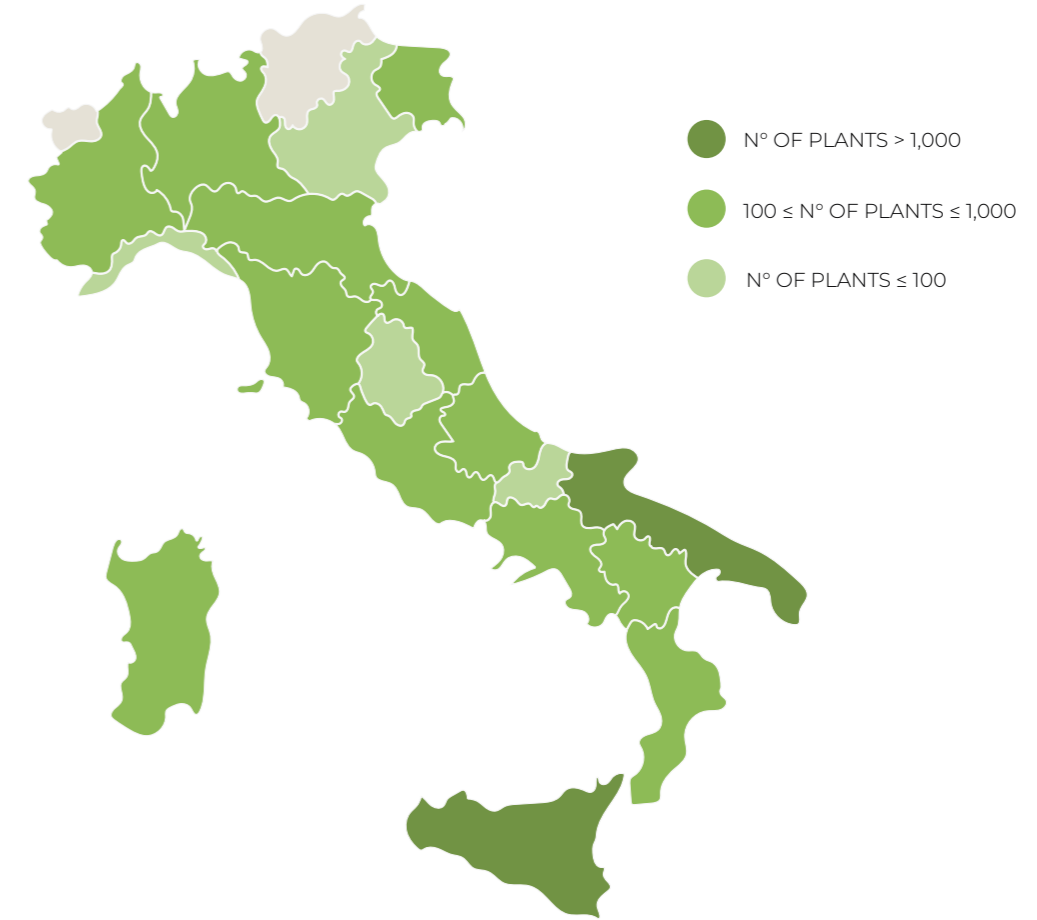 N° OF PLANTS > 1,000
100 ≤ N° OF PLANTS ≤ 1,000
N° OF PLANTS ≤ 100